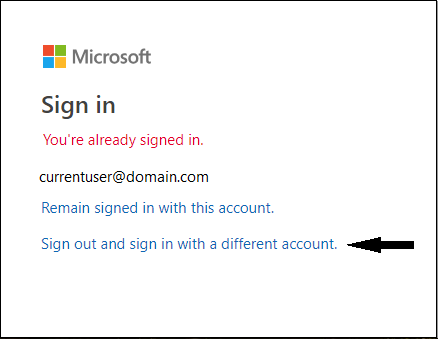 Microsoft
Sign in
You're already signed in.
currentuser@domain.com
Remain signed in with this account.
Sign out and sign in with a different account.